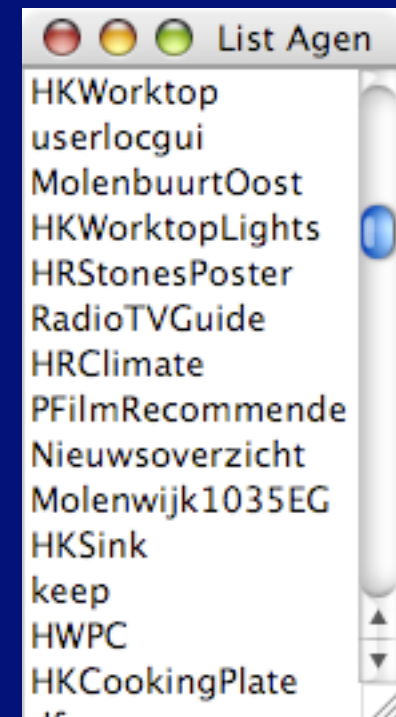 List Agen
HKWorktop
userlocgui
MolenbuurtOost
HKWorktopLights
HRStonesPoster
RadioTVGuide
HRClimate
PFilmRecommende
Nieuwsoverzicht
Molenwijk1035EG
HKSink
keep
HWPC
HKCookingPlate